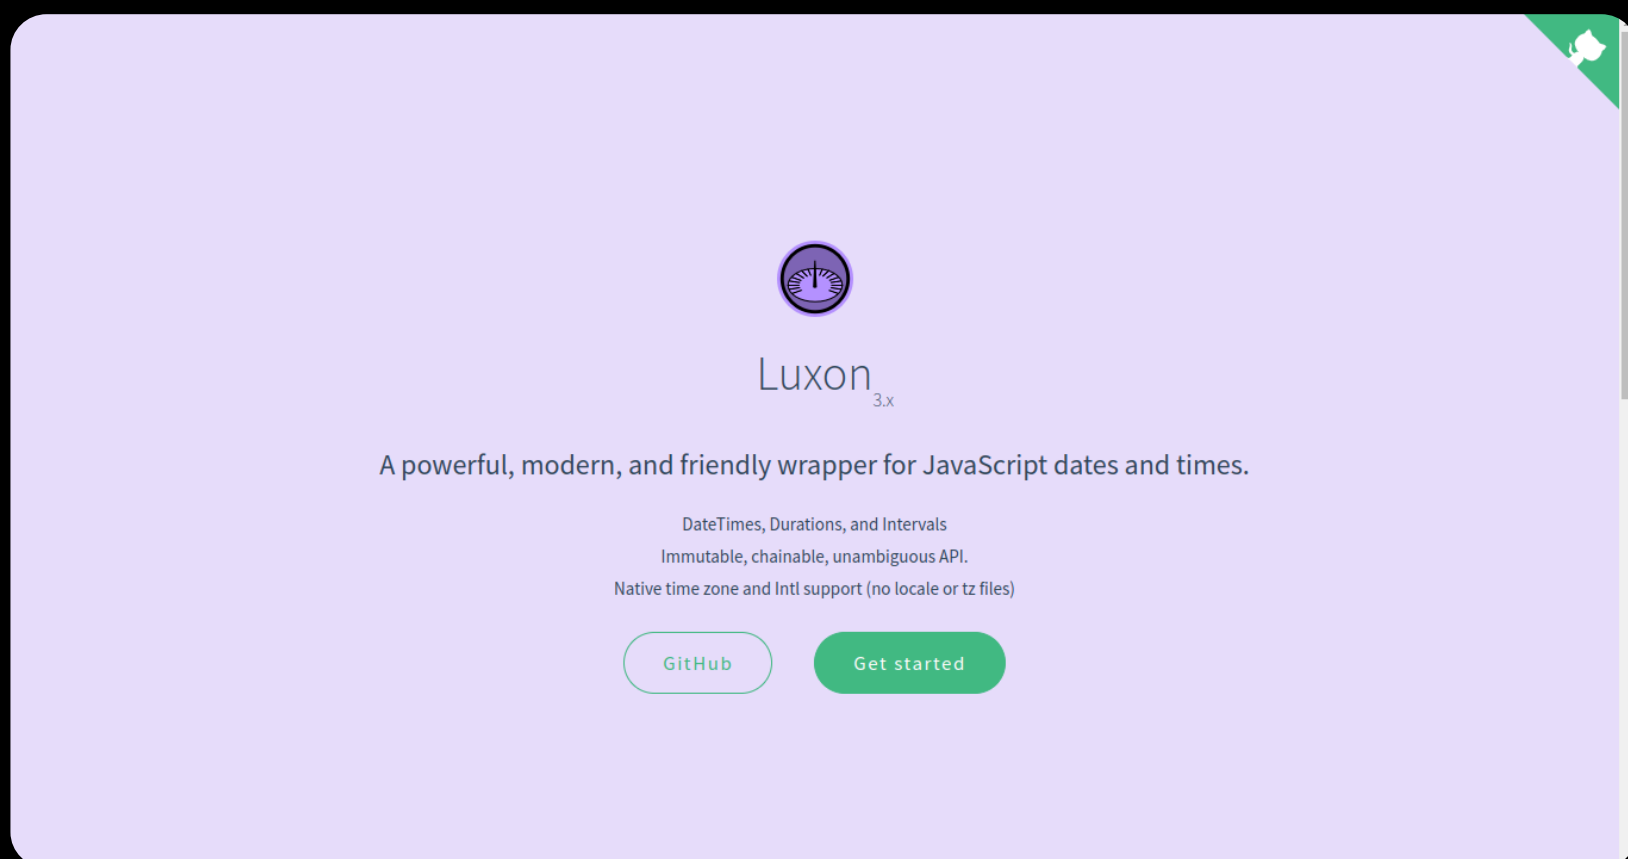 Luxon 3.x
A powerful, modern, and friendly wrapper for JavaScript dates and times.
DateTimes, Durations, and Intervals
Immutable, chainable, unambiguous API.
Native time zone and Intl support (no locale or tz files)
GitHub
Get started